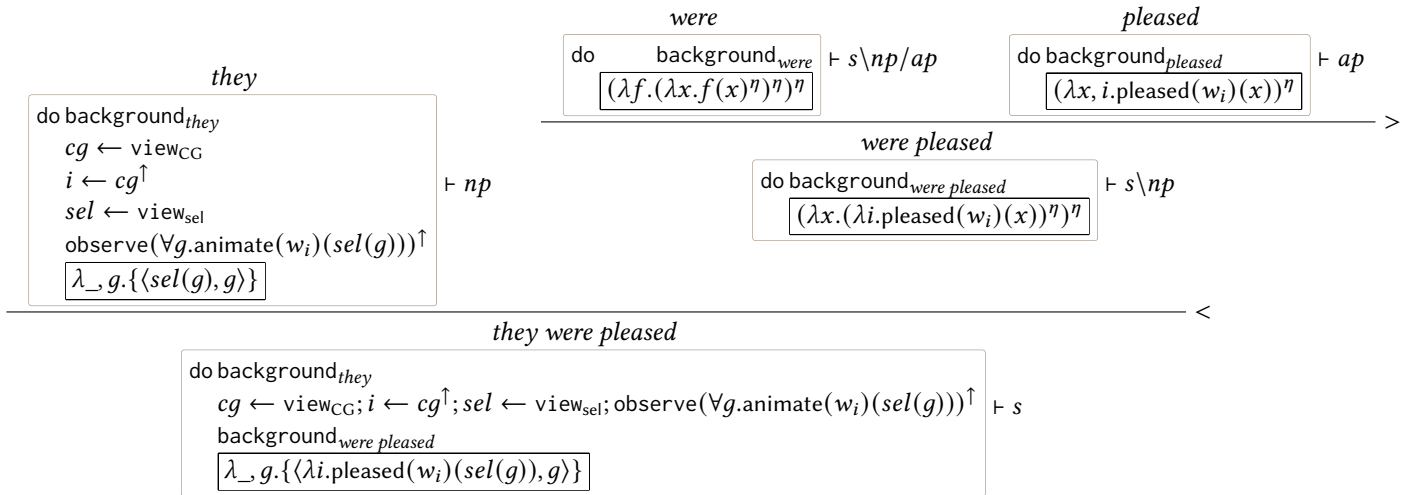 they
do background_they
cg ← view_CG
i ← cg^↑
sel ← view_sel
observe(∀g.animate(w_i)(sel(g)))^↑
λ_, g.{⟨sel(g), g⟩}
⊢ np
were
do background_were
(λf.(λx.f(x)^η)^η)^η
⊢ s\np/ap
pleased
do background_pleased
(λx, i.pleased(w_i)(x))^η
⊢ ap
>
were pleased
do background_were pleased
(λx.(λi.pleased(w_i)(x))^η)^η
⊢ s\np
<
they were pleased
do background_they
cg ← view_CG; i ← cg^↑; sel ← view_sel; observe(∀g.animate(w_i)(sel(g)))^↑
background_were pleased
λ_, g.{⟨λi.pleased(w_i)(sel(g)), g⟩}
⊢ s